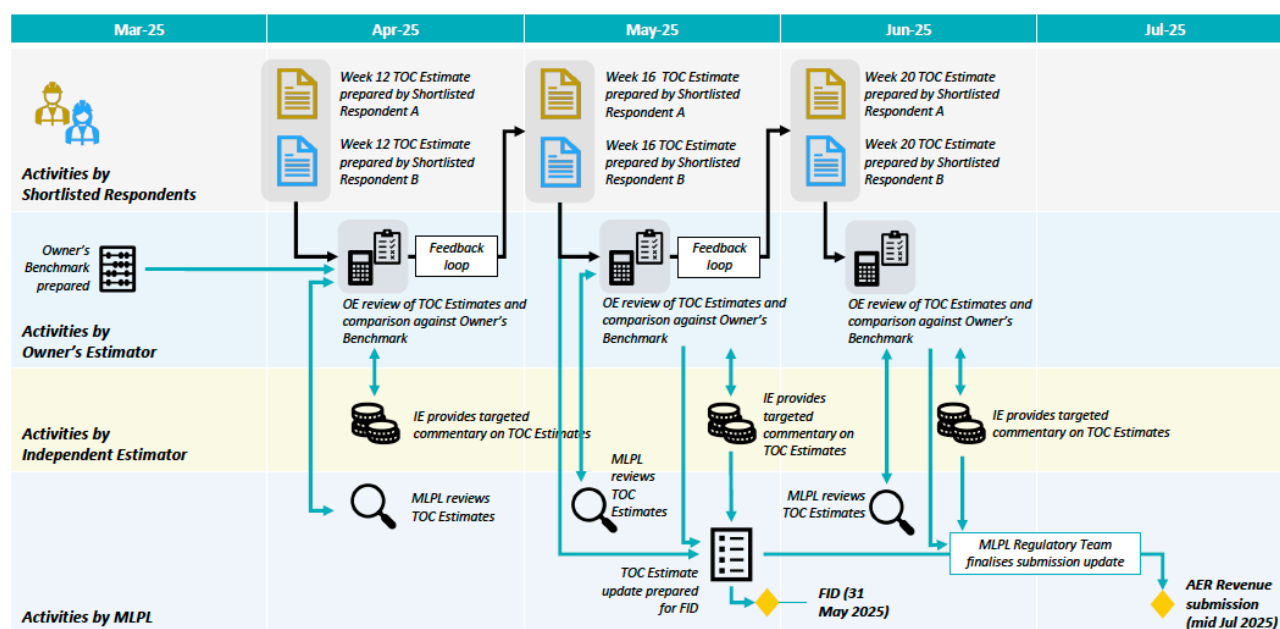 Mar-25
Apr-25
May-25
Jun-25
Jul-25
Week 12 TOC Estimate
prepared by Shortlisted
Respondent A
Week 12 TOC Estimate
prepared by Shortlisted
Respondent B
Week 16 TOC Estimate
prepared by Shortlisted
Respondent A
Week 16 TOC Estimate
prepared by Shortlisted
Respondent B
Week 20 TOC Estimate
prepared by Shortlisted
Respondent A
Week 20 TOC Estimate
prepared by Shortlisted
Respondent B
Activities by
Shortlisted Respondents
Owner's
Benchmark
prepared
Feedback
loop
Feedback
loop
OE review of TOC Estimates and
comparison against Owner's
Benchmark
OE review of TOC Estimates and
comparison against Owner's
Benchmark
OE review of TOC Estimates and
comparison against Owner's
Benchmark
Activities by
Owner's Estimator
IE provides targeted
commentary on TOC Estimates
IE provides
targeted
commentary on
TOC Estimates
IE provides targeted
commentary on TOC Estimates
Activities by
Independent Estimator
MLPL reviews
TOC Estimates
MLPL
reviews
TOC
Estimates
MLPL reviews
TOC Estimates
MLPL Regulatory Team
finalises submission update
TOC Estimate
update prepared
for FID
FID (31
May 2025)
AER Revenue
submission
(mid Jul 2025)
Activities by MLPL